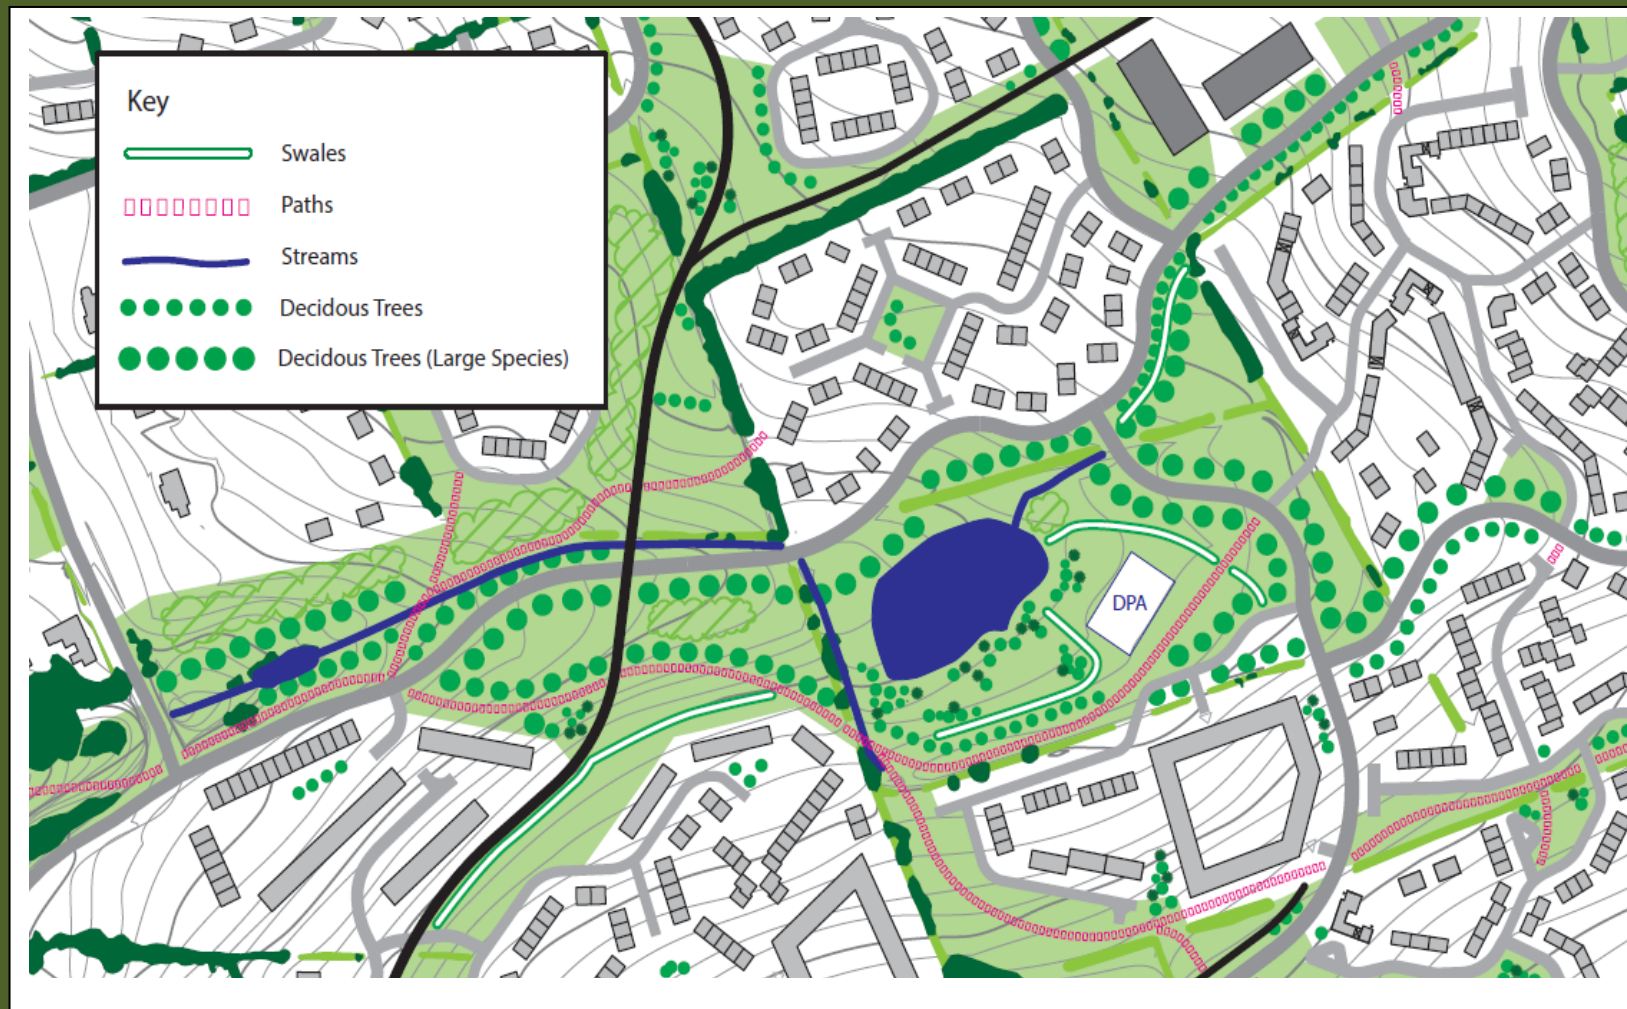 Key
Swales
Paths
Streams
Decidous Trees
Decidous Trees (Large Species)
DPA